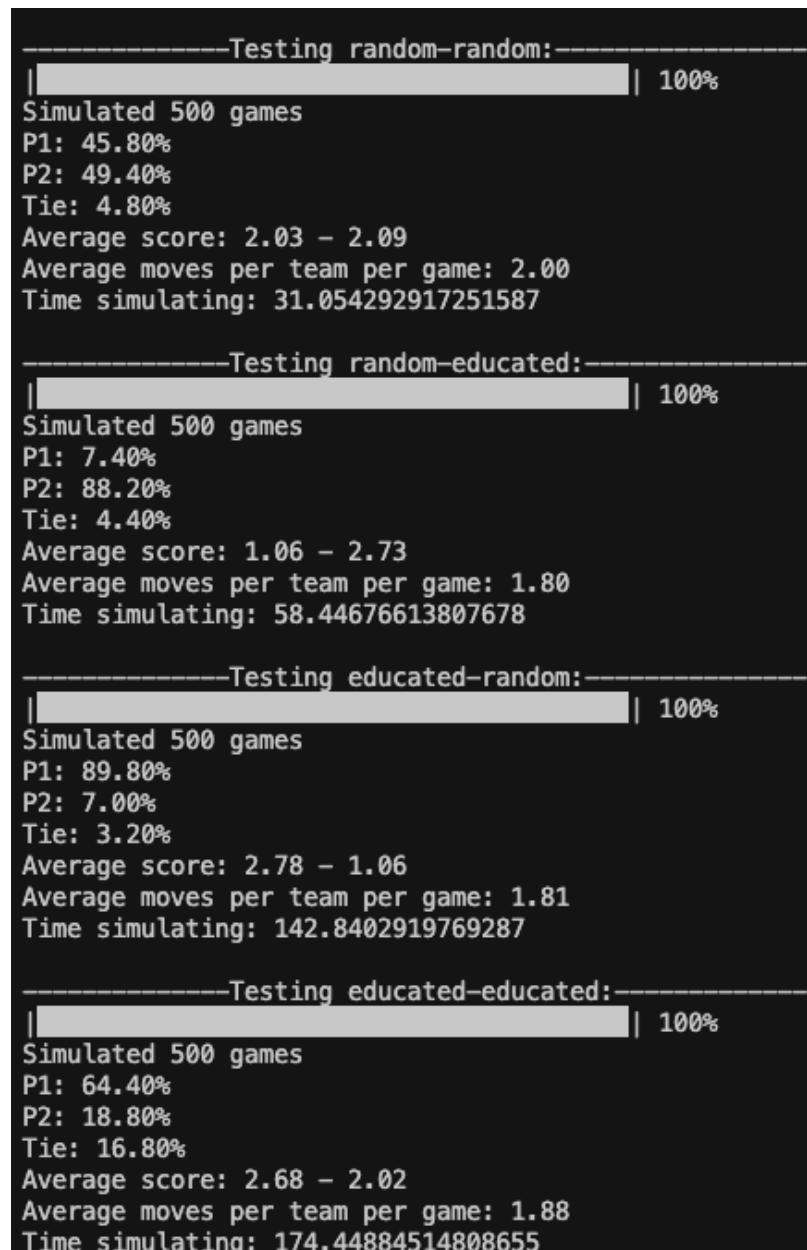 --------------Testing random-random:-----------------
| | 100%
Simulated 500 games
P1: 45.80%
P2: 49.40%
Tie: 4.80%
Average score: 2.03 - 2.09
Average moves per team per game: 2.00
Time simulating: 31.054292917251587
--------------Testing random-educated:---------------
| | 100%
Simulated 500 games
P1: 7.40%
P2: 88.20%
Tie: 4.40%
Average score: 1.06 - 2.73
Average moves per team per game: 1.80
Time simulating: 58.44676613807678
--------------Testing educated-random:---------------
| | 100%
Simulated 500 games
P1: 89.80%
P2: 7.00%
Tie: 3.20%
Average score: 2.78 - 1.06
Average moves per team per game: 1.81
Time simulating: 142.8402919769287
--------------Testing educated-educated:-------------
| | 100%
Simulated 500 games
P1: 64.40%
P2: 18.80%
Tie: 16.80%
Average score: 2.68 - 2.02
Average moves per team per game: 1.88
Time simulating: 174.44884514808655